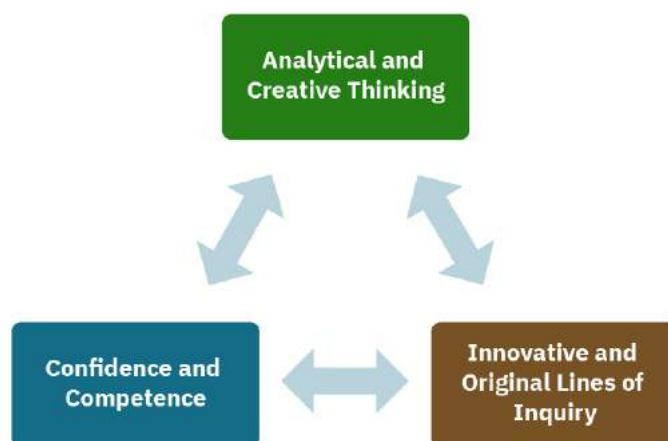 Analytical and
Creative Thinking
Confidence and
Competence
Innovative and
Original Lines of
Inquiry